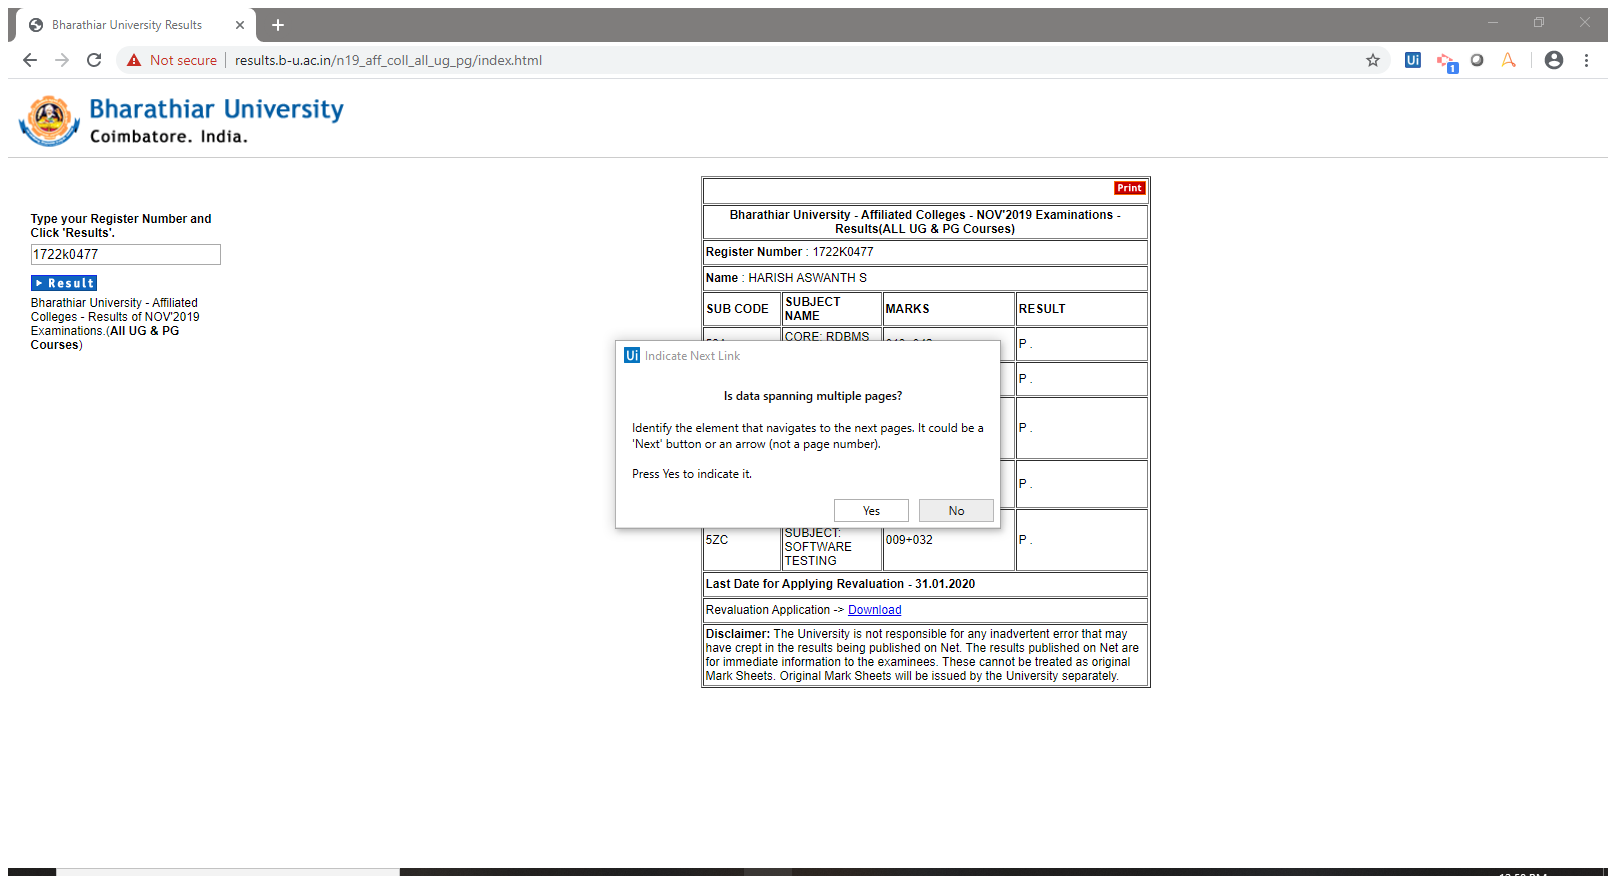 Bharathiar University Results
Not secure results.b-u.ac.in/n19_aff_coll_all_ug_pg/index.html
Ui
1
Bharathiar University
Coimbatore. India.
Type your Register Number and
Click 'Results'.
1722k0477
Result
Bharathiar University - Affiliated
Colleges - Results of NOV'2019
Examinations.(All UG & PG
Courses)
Print
Bharathiar University - Affiliated Colleges - NOV'2019 Examinations -
Results(ALL UG & PG Courses)
Register Number : 1722K0477
Name : HARISH ASWANTH S
SUB CODE SUBJECT NAME MARKS RESULT
CORE: RDBMS
P .
P .
P .
P .
Ui Indicate Next Link
Is data spanning multiple pages?
Identify the element that navigates to the next pages. It could be a
'Next' button or an arrow (not a page number).
Press Yes to indicate it.
Yes No
5ZC SUBJECT: SOFTWARE TESTING 009+032 P .
Last Date for Applying Revaluation - 31.01.2020
Revaluation Application -> Download
Disclaimer: The University is not responsible for any inadvertent error that may
have crept in the results being published on Net. The results published on Net are
for immediate information to the examinees. These cannot be treated as original
Mark Sheets. Original Mark Sheets will be issued by the University separately.